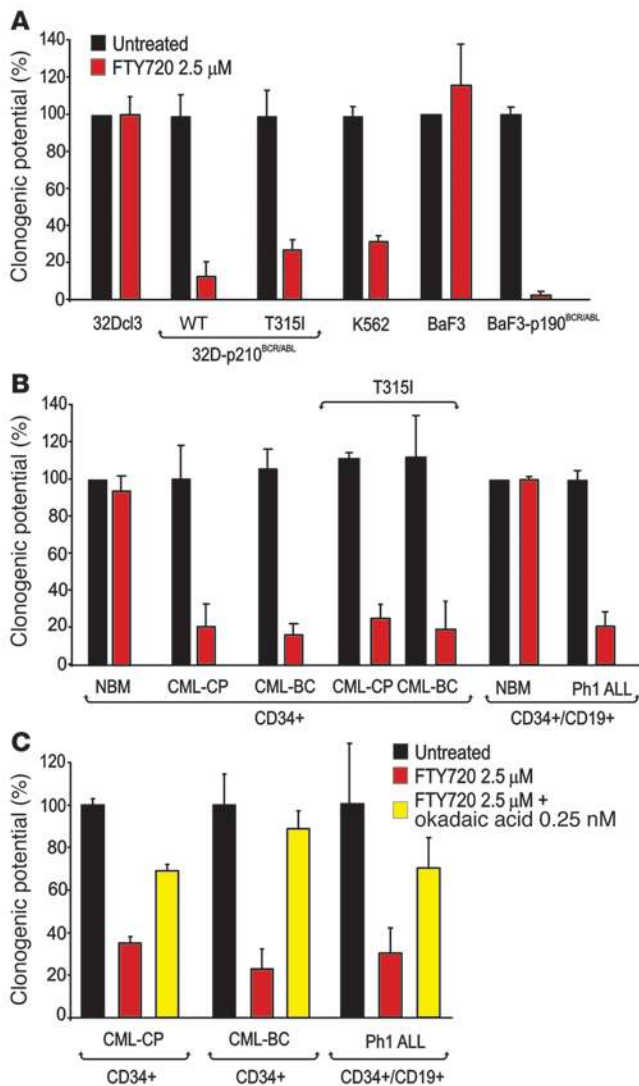 A
Clonogenic potential (%)
140
120
100
80
60
40
20
0
Untreated
FTY720 2.5 μM
32Dcl3 WT T315I K562 BaF3 BaF3-p190BCR/ABL
32D-p210BCR/ABL
B
Clonogenic potential (%)
140
120
100
80
60
40
20
0
T315I
NBM CML-CP CML-BC CML-CP CML-BC NBM Ph1 ALL
CD34+ CD34+/CD19+
C
Clonogenic potential (%)
120
100
80
60
40
20
0
Untreated
FTY720 2.5 μM
FTY720 2.5 μM +
okadaic acid 0.25 nM
CML-CP CML-BC Ph1 ALL
CD34+ CD34+ CD34+/CD19+